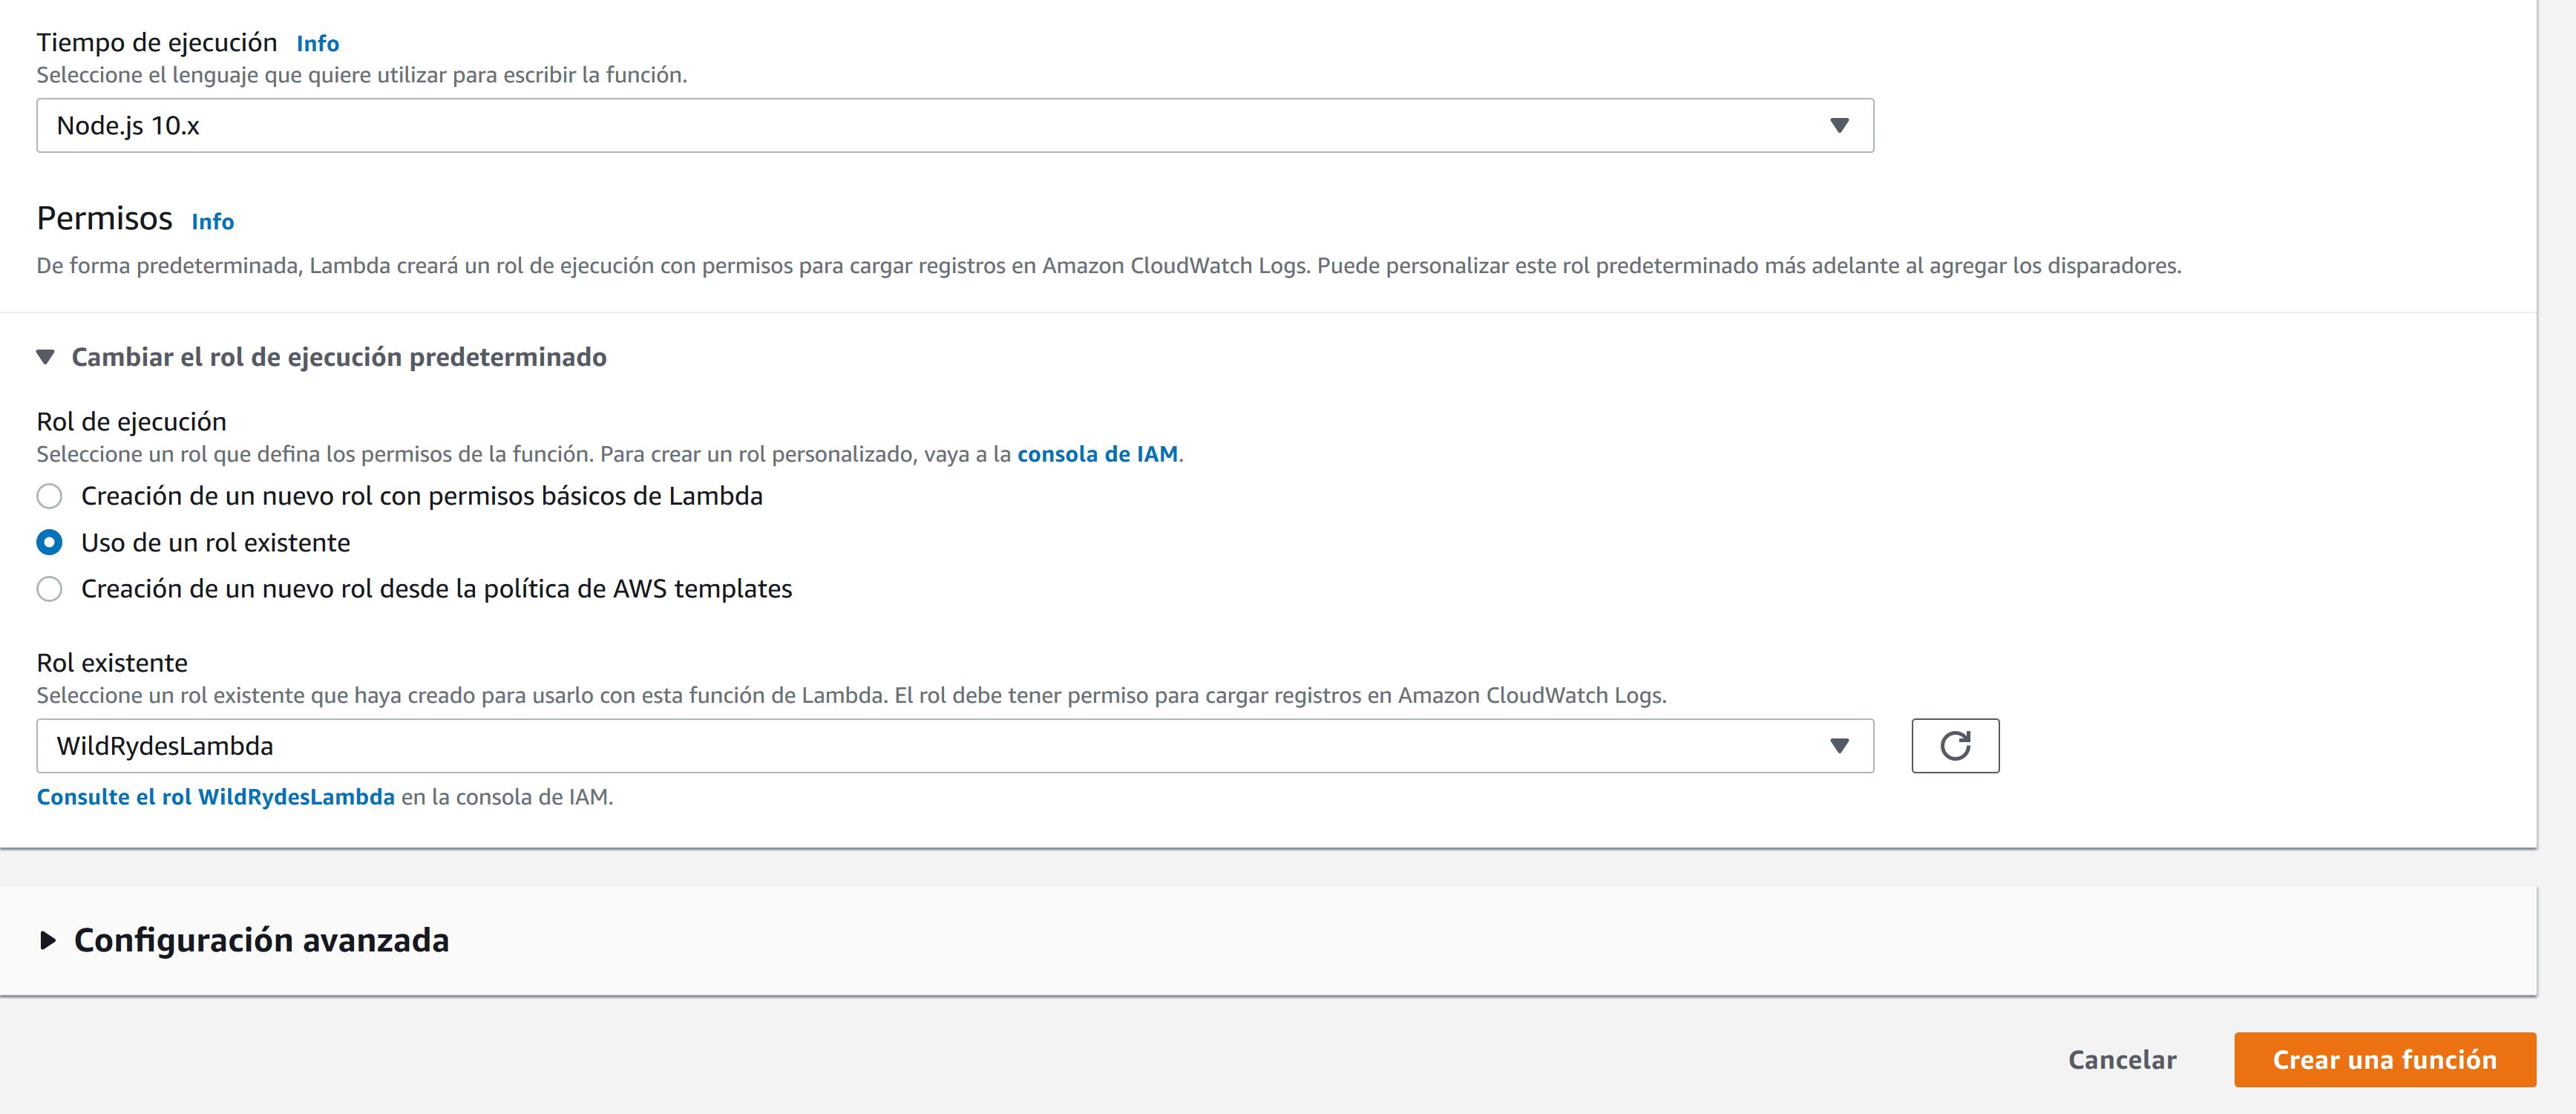 Tiempo de ejecución Info
Seleccione el lenguaje que quiere utilizar para escribir la función.
Node.js 10.x
Permisos Info
De forma predeterminada, Lambda creará un rol de ejecución con permisos para cargar registros en Amazon CloudWatch Logs. Puede personalizar este rol predeterminado más adelante al agregar los disparadores.
Cambiar el rol de ejecución predeterminado
Rol de ejecución
Seleccione un rol que defina los permisos de la función. Para crear un rol personalizado, vaya a la consola de IAM.
Creación de un nuevo rol con permisos básicos de Lambda
Uso de un rol existente
Creación de un nuevo rol desde la política de AWS templates
Rol existente
Seleccione un rol existente que haya creado para usarlo con esta función de Lambda. El rol debe tener permiso para cargar registros en Amazon CloudWatch Logs.
WildRydesLambda
Consulte el rol WildRydesLambda en la consola de IAM.
Configuración avanzada
Cancelar Crear una función